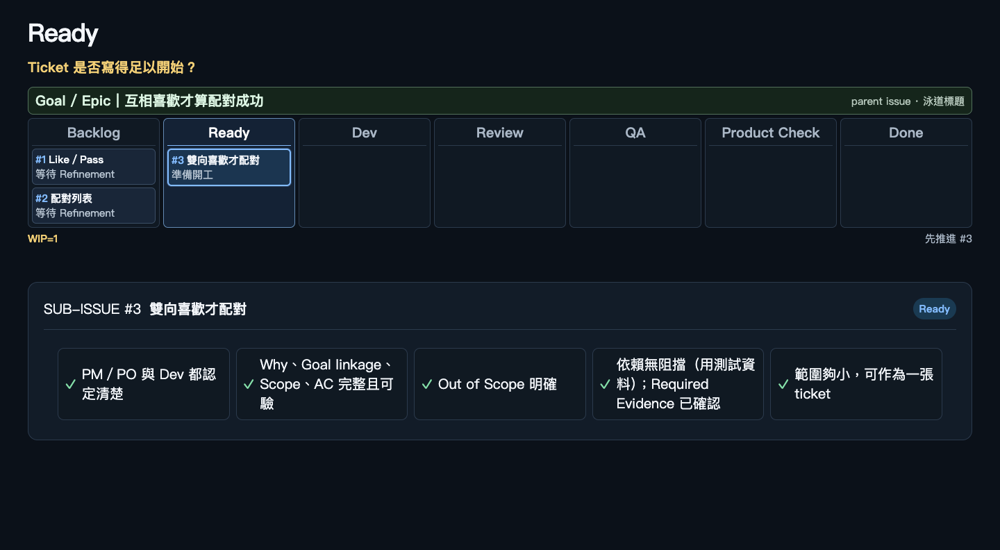 Ready
Ticket 是否寫得足以開始？
Goal / Epic｜互相喜歡才算配對成功
parent issue · 泳道標題
Backlog
Ready
Dev
Review
QA
Product Check
Done
#1 Like / Pass
等待 Refinement
#2 配對列表
等待 Refinement
#3 雙向喜歡才配對
準備開工
WIP=1
先推進 #3
SUB-ISSUE #3 雙向喜歡才配對
Ready
✓ PM / PO 與 Dev 都認
定清楚
✓ Why、Goal linkage、
Scope、AC 完整且可
驗
✓ Out of Scope 明確
✓ 依賴無阻擋（用測試資
料）；Required
Evidence 已確認
✓ 範圍夠小，可作為一張
ticket